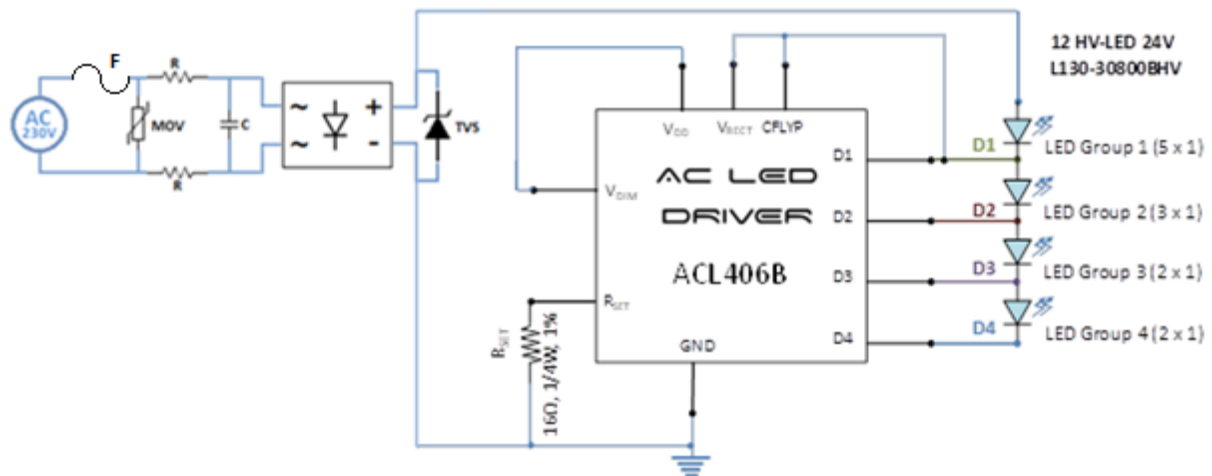 F
R
AC
230V
MOV
C
R
~
~
+
-
TVS
VDD
VRECT
CFLYP
VDIM
RSET
GND
D1
D2
D3
D4
AC LED
DRIVER
ACL406B
RSET
16Ω, 1/4W, 1%
12 HV-LED 24V
L130-30800BHV
D1
LED Group 1 (5 x 1)
D2
LED Group 2 (3 x 1)
D3
LED Group 3 (2 x 1)
D4
LED Group 4 (2 x 1)